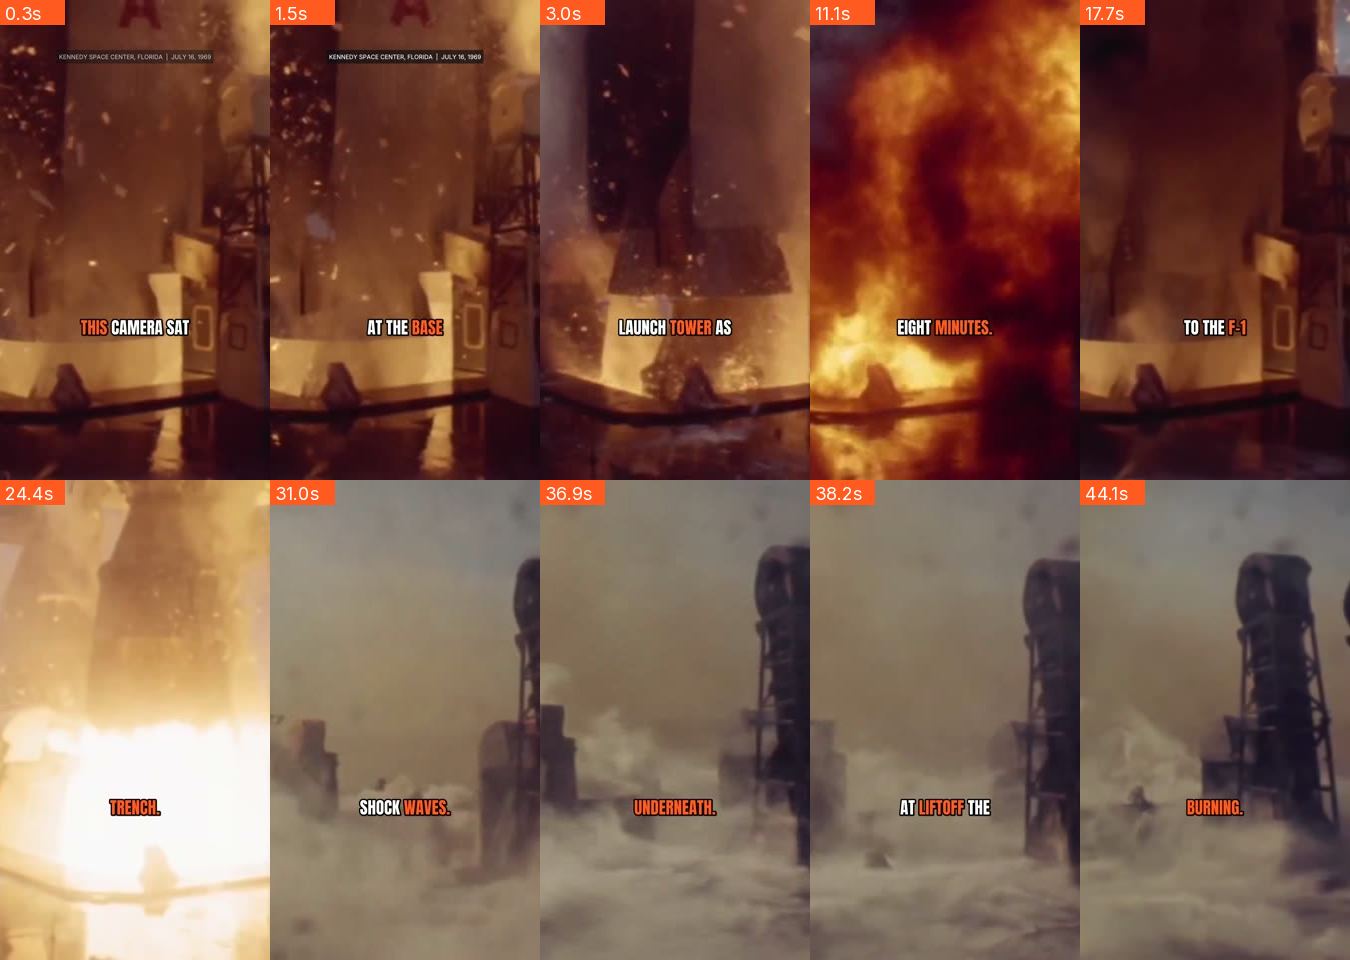 0.3s
1.5s
3.0s
11.1s
17.7s
A
A
KENNEDY SPACE CENTER, FLORIDA | JULY 16, 1969
KENNEDY SPACE CENTER, FLORIDA | JULY 16, 1969
THIS CAMERA SAT
AT THE BASE
LAUNCH TOWER AS
EIGHT MINUTES.
TO THE F-1
24.4s
31.0s
36.9s
38.2s
44.1s
TRENCH.
SHOCK WAVES.
UNDERNEATH.
AT LIFTOFF THE
BURNING.